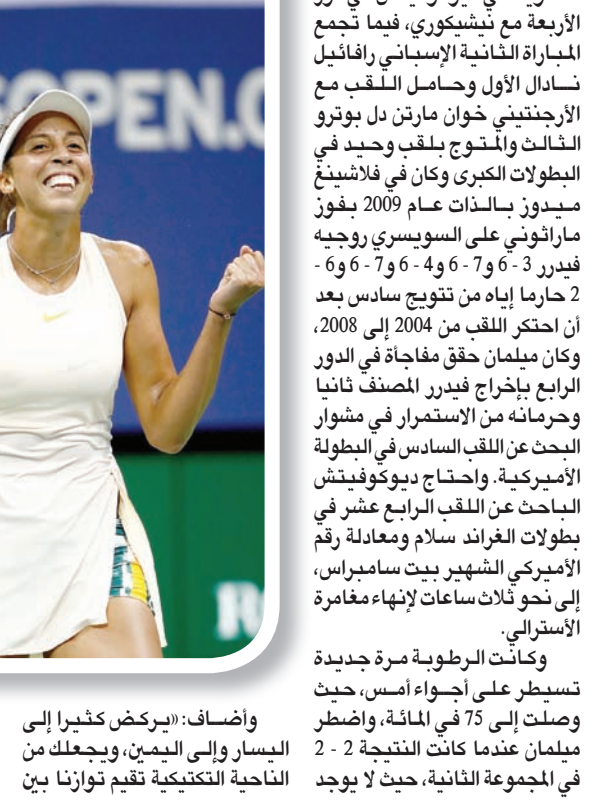 الأربعة مع نيشيكوري، فيما تجمع
المباراة الثانية الإسباني رافائيل
نادال الأول وحامل اللقب مع
الأرجنتيني خوان مارتن دل بوترو
الثالث والمتوج بلقب وحيد في
البطولات الكبرى وكان في فلاشينغ
ميدوز بالذات عام 2009 بفوز
ماراثوني على السويسري روجيه
فيدرر 3 - 6 و7 - 6 و4 - 6 و7 - 6 و6 -
2 حارما إياه من تتويج سادس بعد
أن احتكر اللقب من 2004 إلى 2008،
وكان ميلمان حقق مفاجأة في الدور
الرابع بإخراج فيدرر المصنف ثانيا
وحرمانه من الاستمرار في مشوار
البحث عن اللقب السادس في البطولة
الأميركية. واحتاج ديوكوفيتش
الباحث عن اللقب الرابع عشر في
بطولات الغراند سلام ومعادلة رقم
الأميركي الشهير بيت سامبراس،
إلى نحو ثلاث ساعات لإنهاء مغامرة
الأسترالي.
وكانت الرطوبة مرة جديدة
تسيطر على أجواء أمس، حيث
وصلت إلى 75 في المائة، واضطر
ميلمان عندما كانت النتيجة 2 - 2
في المجموعة الثانية، حيث لا يوجد
OPEN.C
وأضاف: «يركض كثيرا إلى
اليسار وإلى اليمين، ويجعلك من
الناحية التكتيكية تقيم توازنا بين